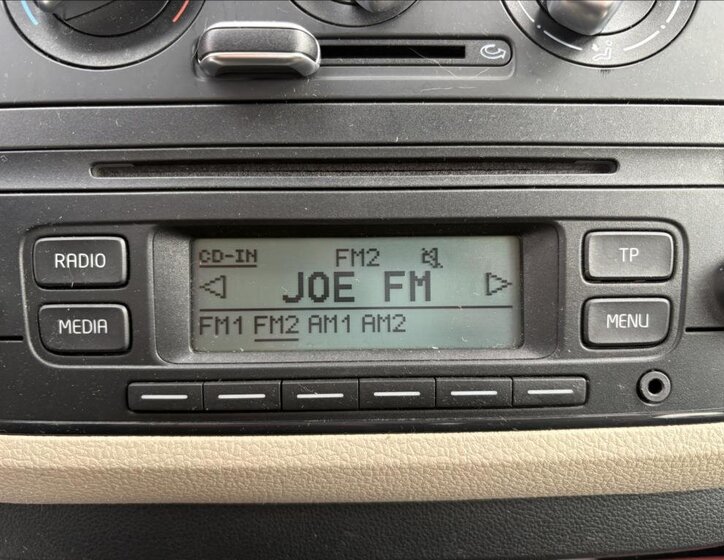 RADIO
MEDIA
CD-IN FM2
JOE FM
FM1 FM2 AM1 AM2
TP
MENU